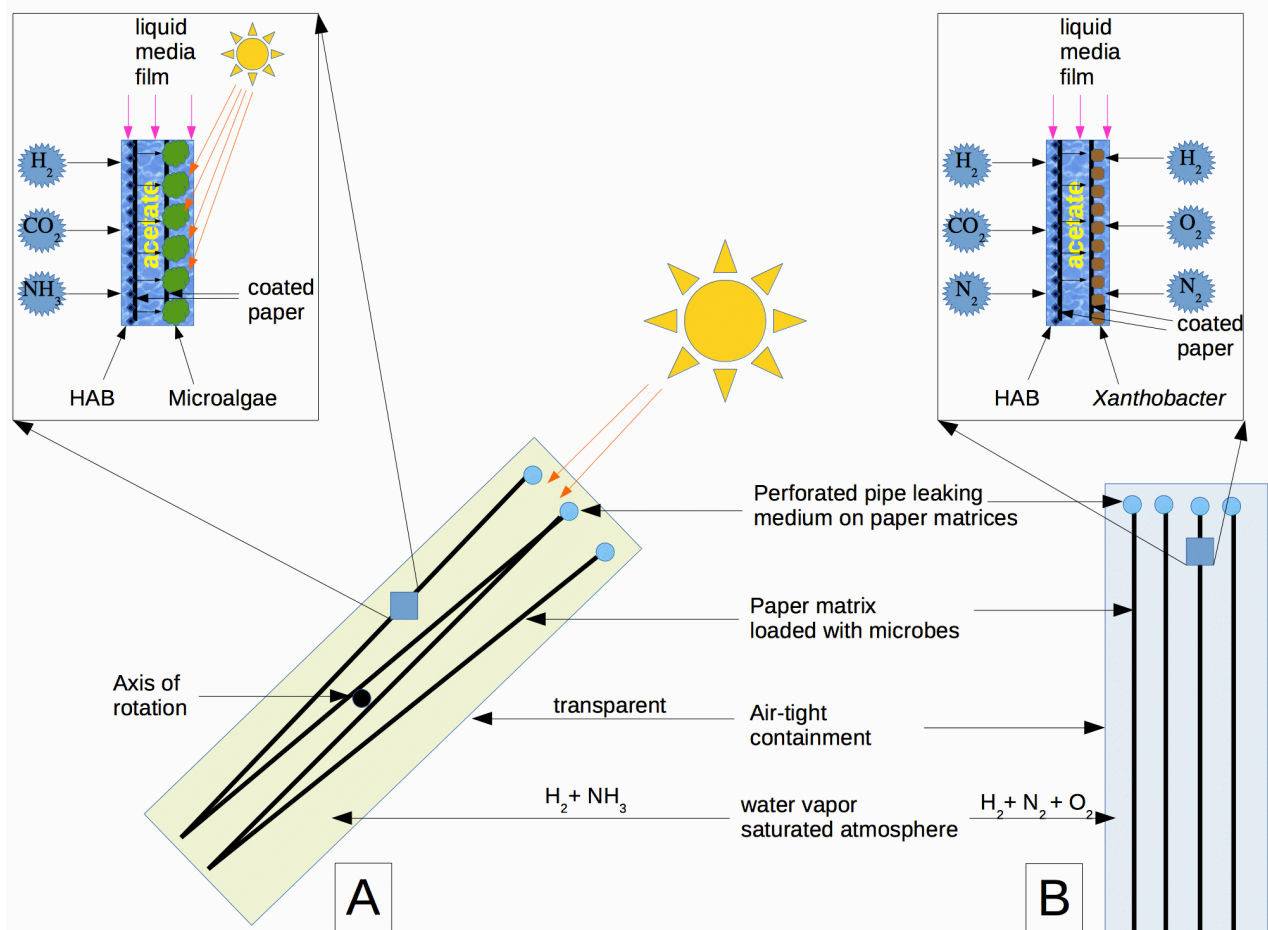 liquid
media
film
H2
CO2
NH3
acetate
coated
paper
HAB
Microalgae
liquid
media
film
H2
CO2
N2
acetate
H2
O2
N2
coated
paper
HAB
Xanthobacter
Perforated pipe leaking
medium on paper matrices
Paper matrix
loaded with microbes
Axis of
rotation
transparent
Air-tight
containment
H2+ NH3
water vapor
saturated atmosphere
H2+ N2 + O2
A
B